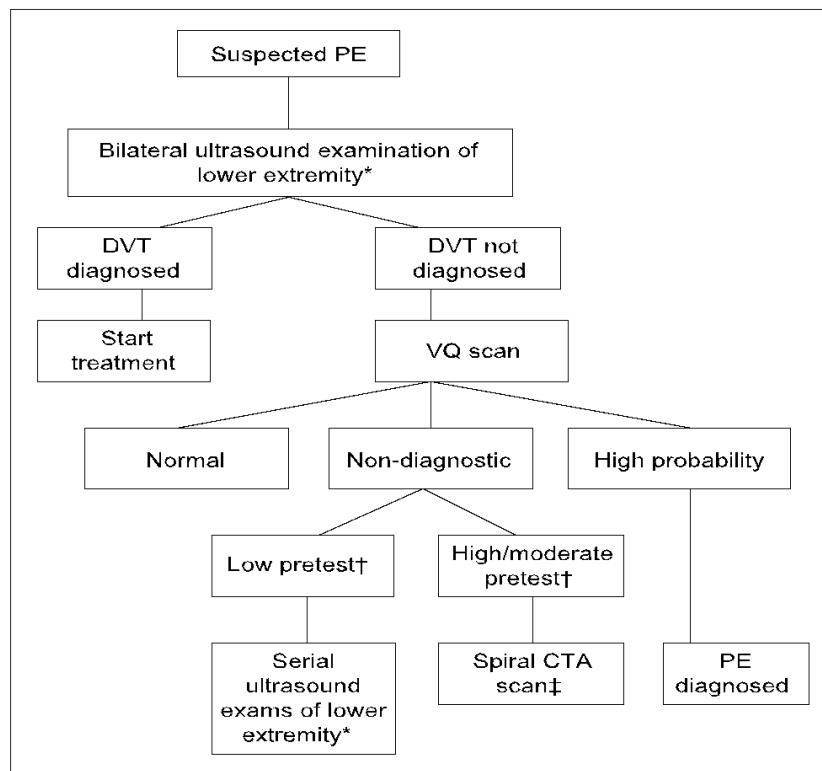 Suspected PE
Bilateral ultrasound examination of
lower extremity*
DVT
diagnosed
DVT not
diagnosed
Start
treatment
VQ scan
Normal
Non-diagnostic
High probability
Low pretest†
High/moderate
pretest†
Serial
ultrasound
exams of lower
extremity*
Spiral CTA
scan‡
PE
diagnosed